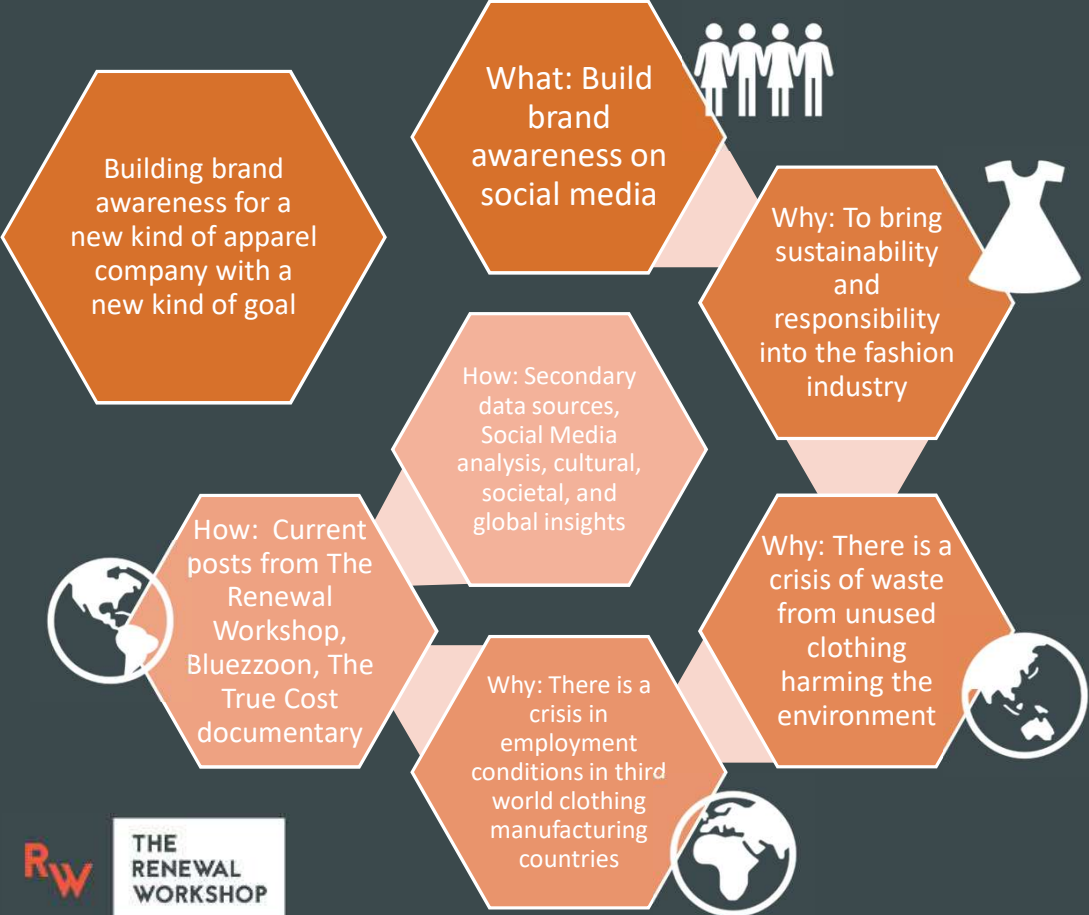 Building brand
awareness for a
new kind of apparel
company with a
new kind of goal
What: Build
brand
awareness on
social media
Why: To bring
sustainability
and
responsibility
into the fashion
industry
Why: There is a
crisis of waste
from unused
clothing
harming the
environment
Why: There is a
crisis in
employment
conditions in third
world clothing
manufacturing
countries
How: Current
posts from The
Renewal
Workshop,
Bluezzoon, The
True Cost
documentary
How: Secondary
data sources,
Social Media
analysis, cultural,
societal, and
global insights
RW
THE
RENEWAL
WORKSHOP